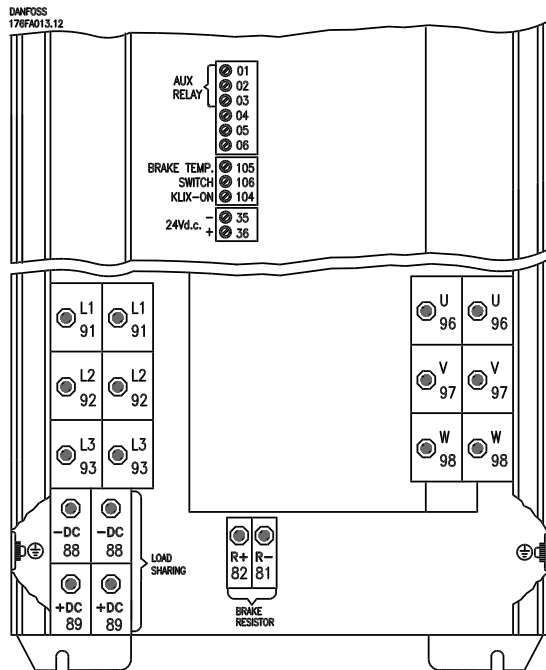 DANFOSS
176FA013.12
AUX
RELAY
01
02
03
04
05
06
BRAKE TEMP.
SWITCH
KLIX-ON
105
106
104
24Vd.c.
- 35
+ 36
L1 L1
91 91
L2 L2
92 92
L3 L3
93 93
U U
96 96
V V
97 97
W W
98 98
-DC -DC
88 88
+DC +DC
89 89
LOAD
SHARING
R+ R-
82 81
BRAKE
RESISTOR